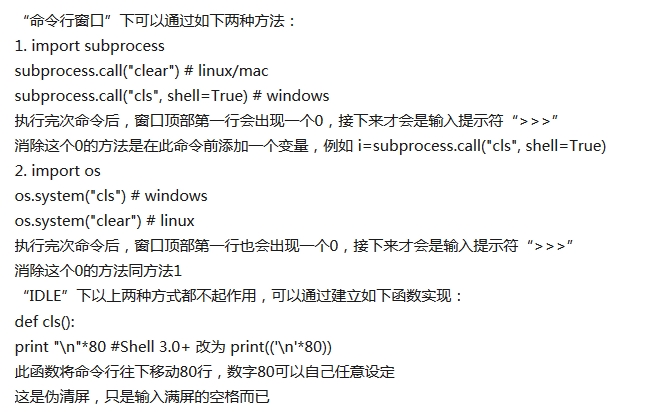 “命令行窗口”下可以通过如下两种方法：
1. import subprocess
subprocess.call("clear") # linux/mac
subprocess.call("cls", shell=True) # windows
执行完次命令后，窗口顶部第一行会出现一个0，接下来才会是输入提示符“>>>”
消除这个0的方法是在此命令前添加一个变量，例如 i=subprocess.call("cls", shell=True)
2. import os
os.system("cls") # windows
os.system("clear") # linux
执行完次命令后，窗口顶部第一行也会出现一个0，接下来才会是输入提示符“>>>”
消除这个0的方法同方法1
“IDLE”下以上两种方式都不起作用，可以通过建立如下函数实现：
def cls():
print "\n"*80 #Shell 3.0+ 改为 print(('\n'*80))
此函数将命令行往下移动80行，数字80可以自己任意设定
这是伪清屏，只是输入满屏的空格而已